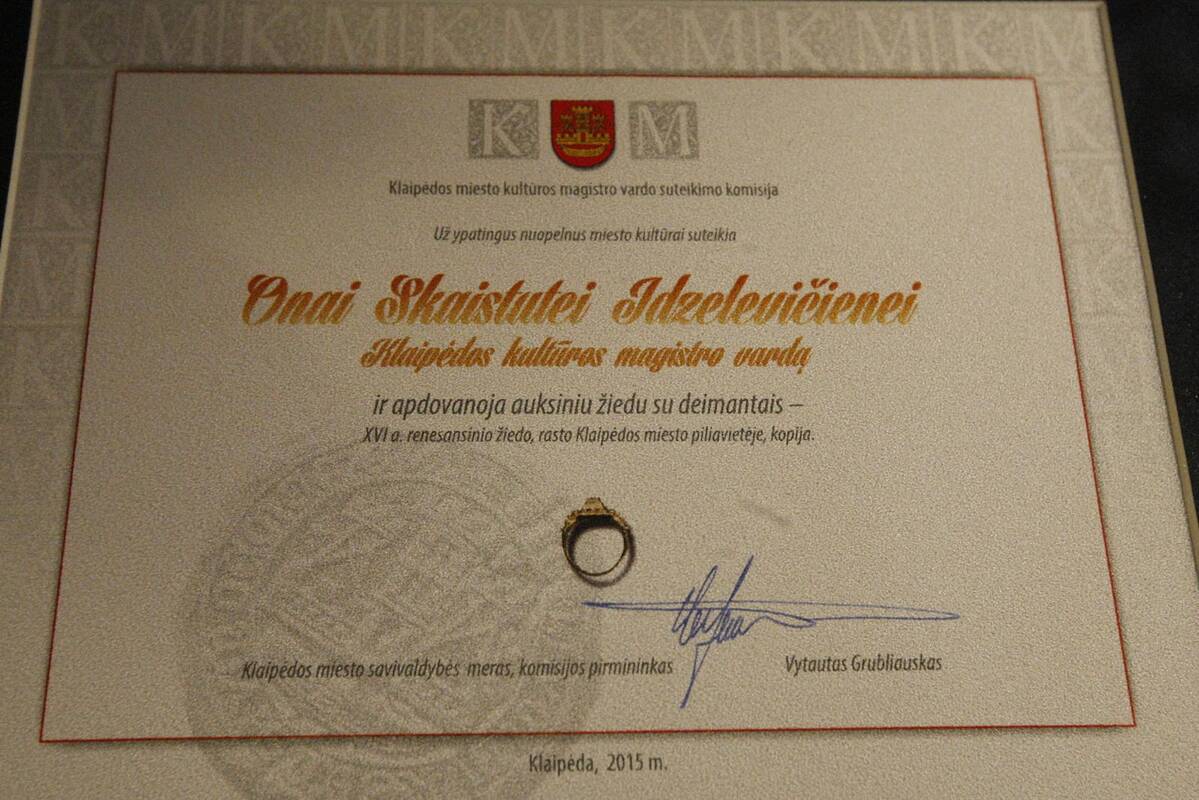 K M
Klaipėdos miesto kultūros magistro vardo suteikimo komisija
Už ypatingus nuopelnus miesto kultūrai suteikia
Onai Skaistutei Idzelevičienei
Klaipėdos kultūros magistro vardą
ir apdovanoja auksiniu žiedu su deimantais –
XVI a. renesansinio žiedo, rasto Klaipėdos miesto piliavietėje, kopija.
Klaipėdos miesto savivaldybės meras, komisijos pirmininkas Vytautas Grubliauskas
Klaipėda, 2015 m.